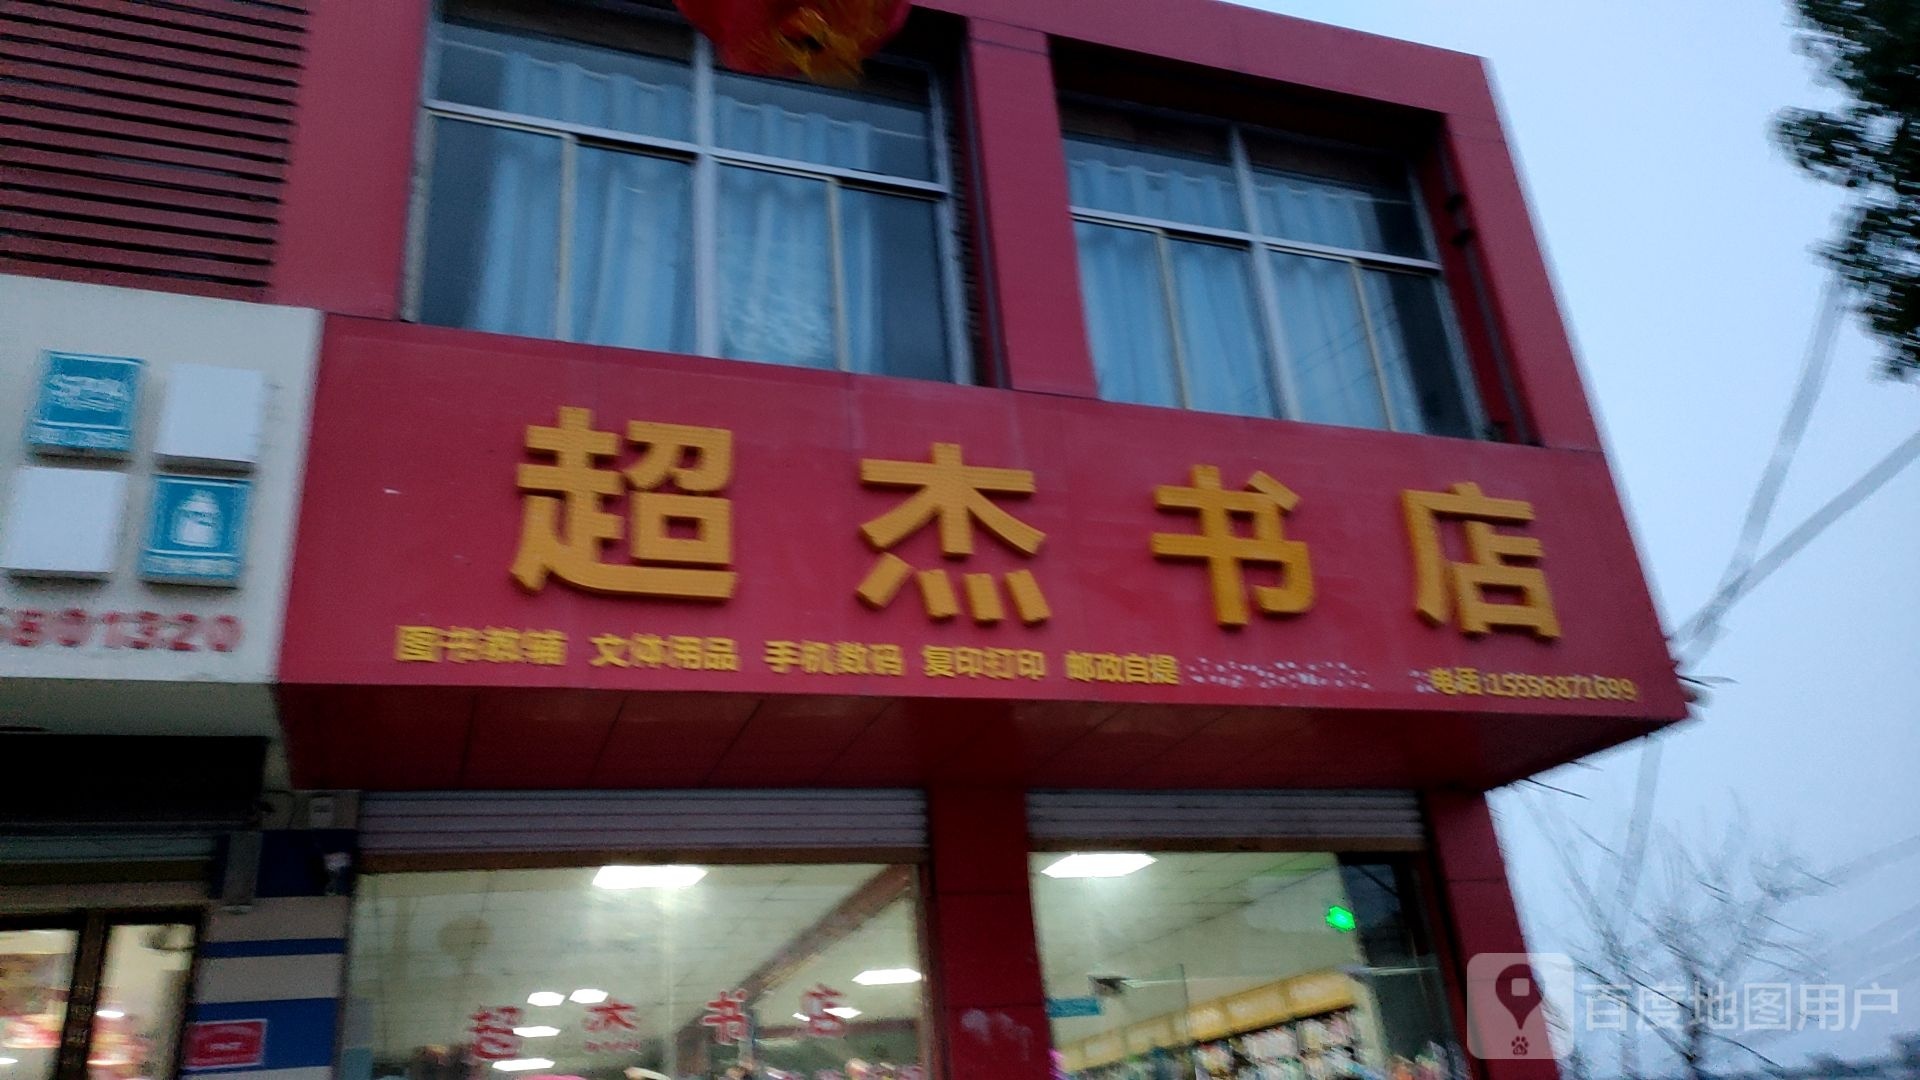 超杰书店
图书教辅 文体用品 手机数码 复印打印 邮政自提 电话:15556871699
6801320
超杰书店
百度地图用户